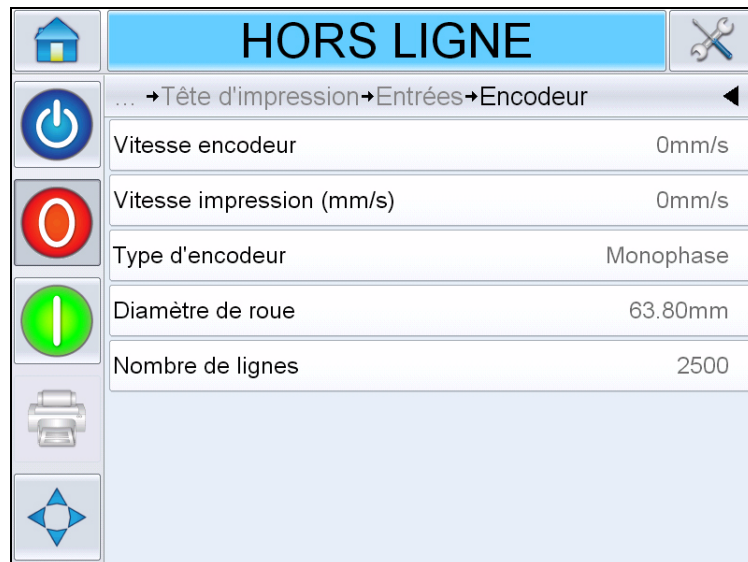 HORS LIGNE
... →Tête d'impression→Entrées→Encodeur
Vitesse encodeur 0mm/s
Vitesse impression (mm/s) 0mm/s
Type d'encodeur Monophase
Diamètre de roue 63.80mm
Nombre de lignes 2500